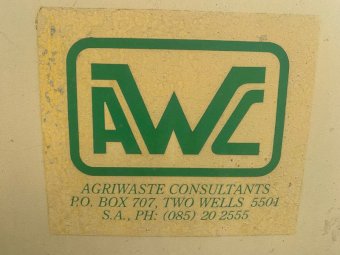 AWC
AGRIWASTE CONSULTANTS
P.O. BOX 707, TWO WELLS 5501
S.A., PH: (085) 20 2555